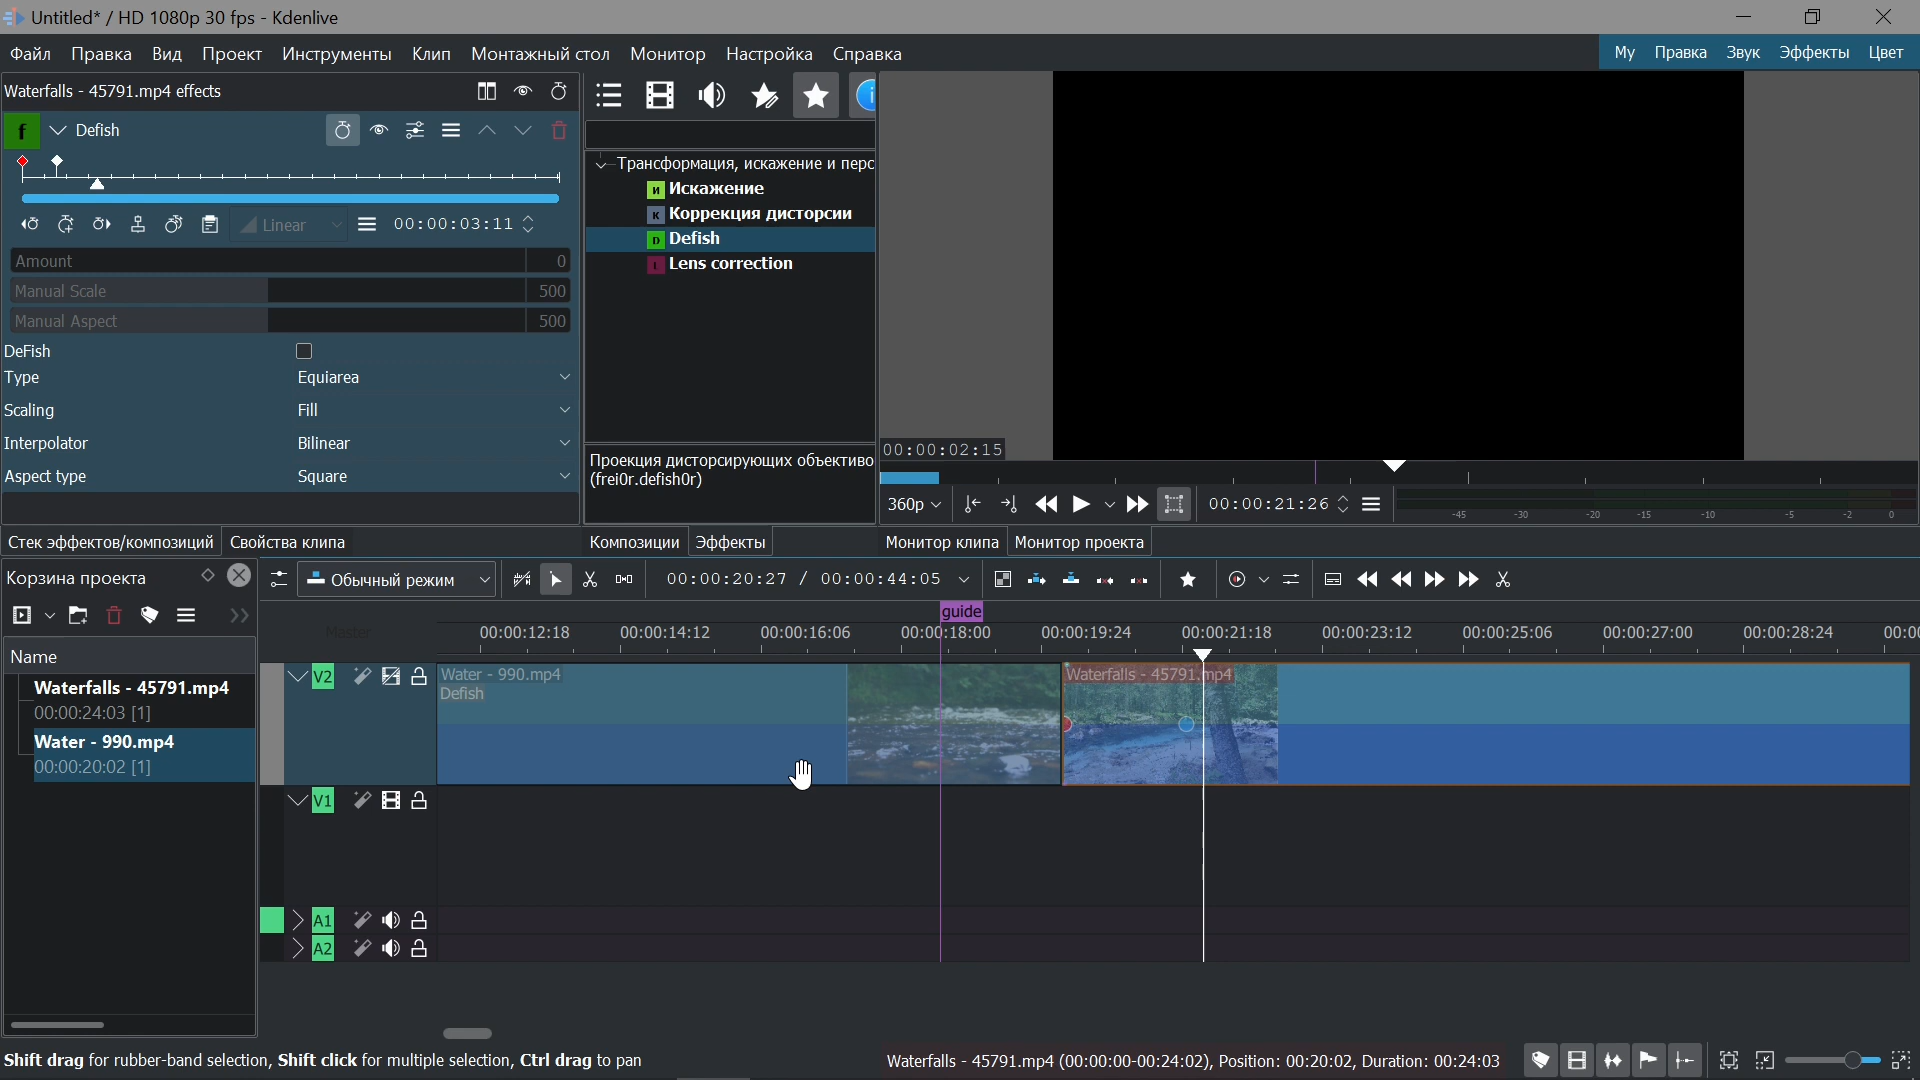 Untitled* / HD 1080p 30 fps - Kdenlive
Файл Правка Вид Проект Инструменты Клип Монтажный стол Монитор Настройка Справка
My Правка Звук Эффекты Цвет
Waterfalls - 45791.mp4 effects
f Defish
Linear 00:00:03:11
Amount 0
Manual Scale 500
Manual Aspect 500
DeFish
Type Equiarea
Scaling Fill
Interpolator Bilinear
Aspect type Square
Стек эффектов/композиций Свойства клипа
Трансформация, искажение и перс
И Искажение
К Коррекция дисторсии
D Defish
L Lens correction
Проекция дисторсирующих объективо
(frei0r.defish0r)
Композиции Эффекты
00:00:02:15
360p 00:00:21:26
-45 -30 -20 -15 -10 -5 -2 0
Монитор клипа Монитор проекта
Корзина проекта
Name
Waterfalls - 45791.mp4
00:00:24:03 [1]
Water - 990.mp4
00:00:20:02 [1]
Обычный режим 00:00:20:27 / 00:00:44:05
guide
Master
00:00:12:18 00:00:14:12 00:00:16:06 00:00:18:00 00:00:19:24 00:00:21:18 00:00:23:12 00:00:25:06 00:00:27:00 00:00:28:24 00:00
V2
Water - 990.mp4
Defish
Waterfalls - 45791.mp4
V1
A1
A2
Shift drag for rubber-band selection, Shift click for multiple selection, Ctrl drag to pan
Waterfalls - 45791.mp4 (00:00:00-00:24:02), Position: 00:20:02, Duration: 00:24:03